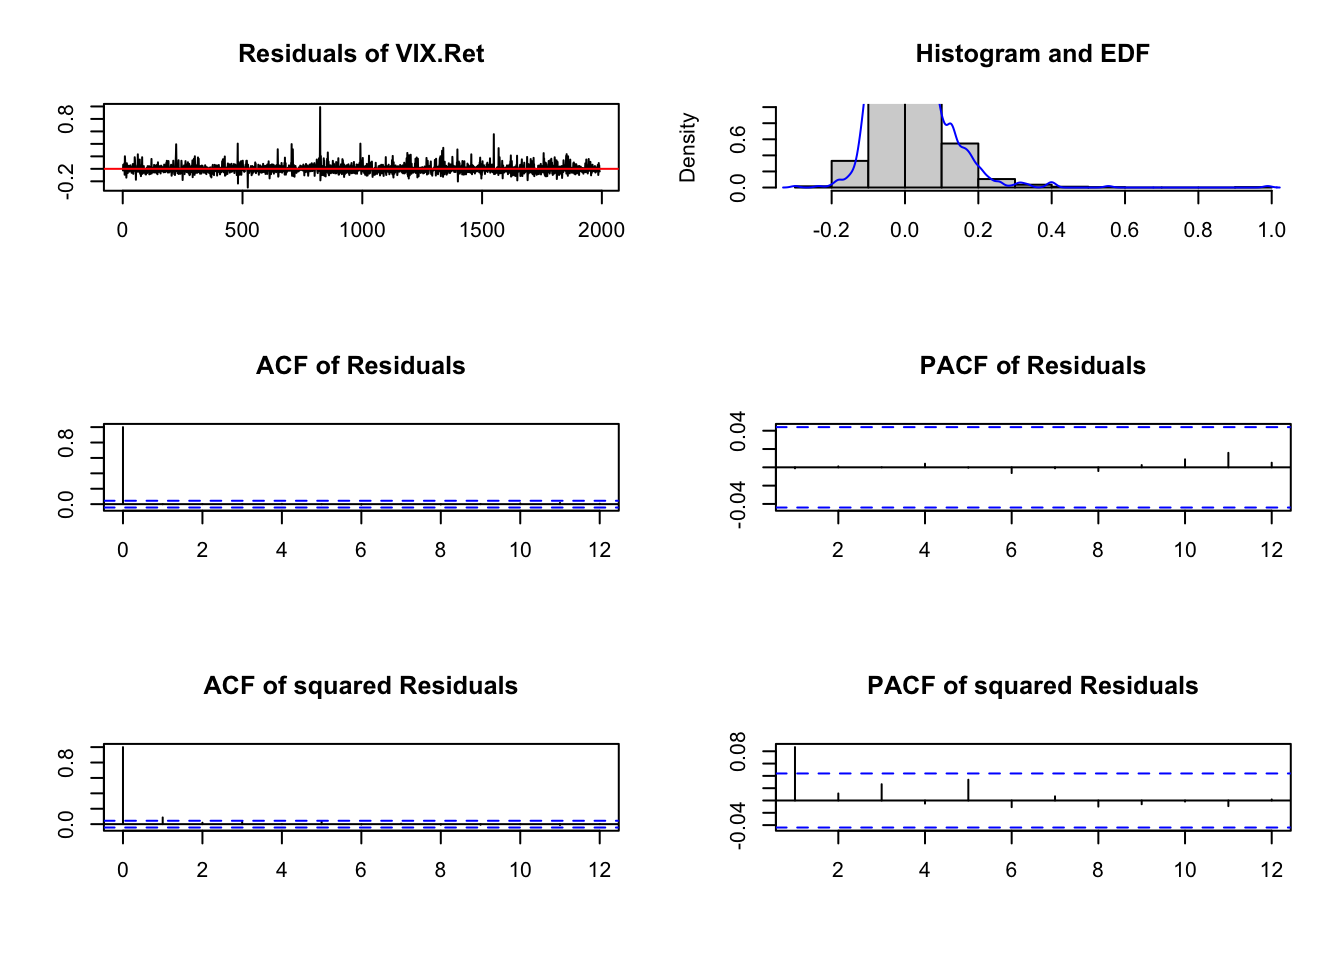 Residuals of VIX.Ret
-0.2 0.8
0 500 1000 1500 2000
Histogram and EDF
Density
0.0 0.6
-0.2 0.0 0.2 0.4 0.6 0.8 1.0
ACF of Residuals
0.0 0.8
0 2 4 6 8 10 12
PACF of Residuals
-0.04 0.04
2 4 6 8 10 12
ACF of squared Residuals
0.0 0.8
0 2 4 6 8 10 12
PACF of squared Residuals
-0.04 0.08
2 4 6 8 10 12